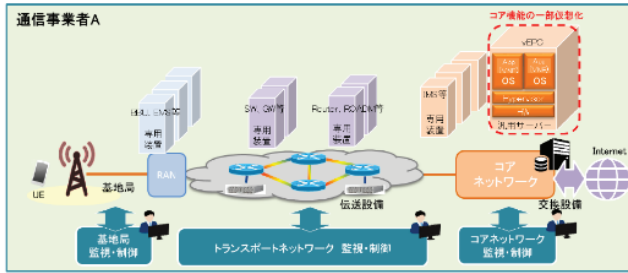 通信事業者A
コア機能の一部仮想化
vEPC
OS
OS
汎用サーバー
BBU, EMS等
専用
装置
SW, GW等
専用
装置
Router, ROADM等
専用
装置
IMS等
専用
装置
UE
基地局
RAN
伝送設備
コア
ネットワーク
交換設備
Internet
基地局
監視・制御
トランスポートネットワーク 監視・制御
コアネットワーク
監視・制御